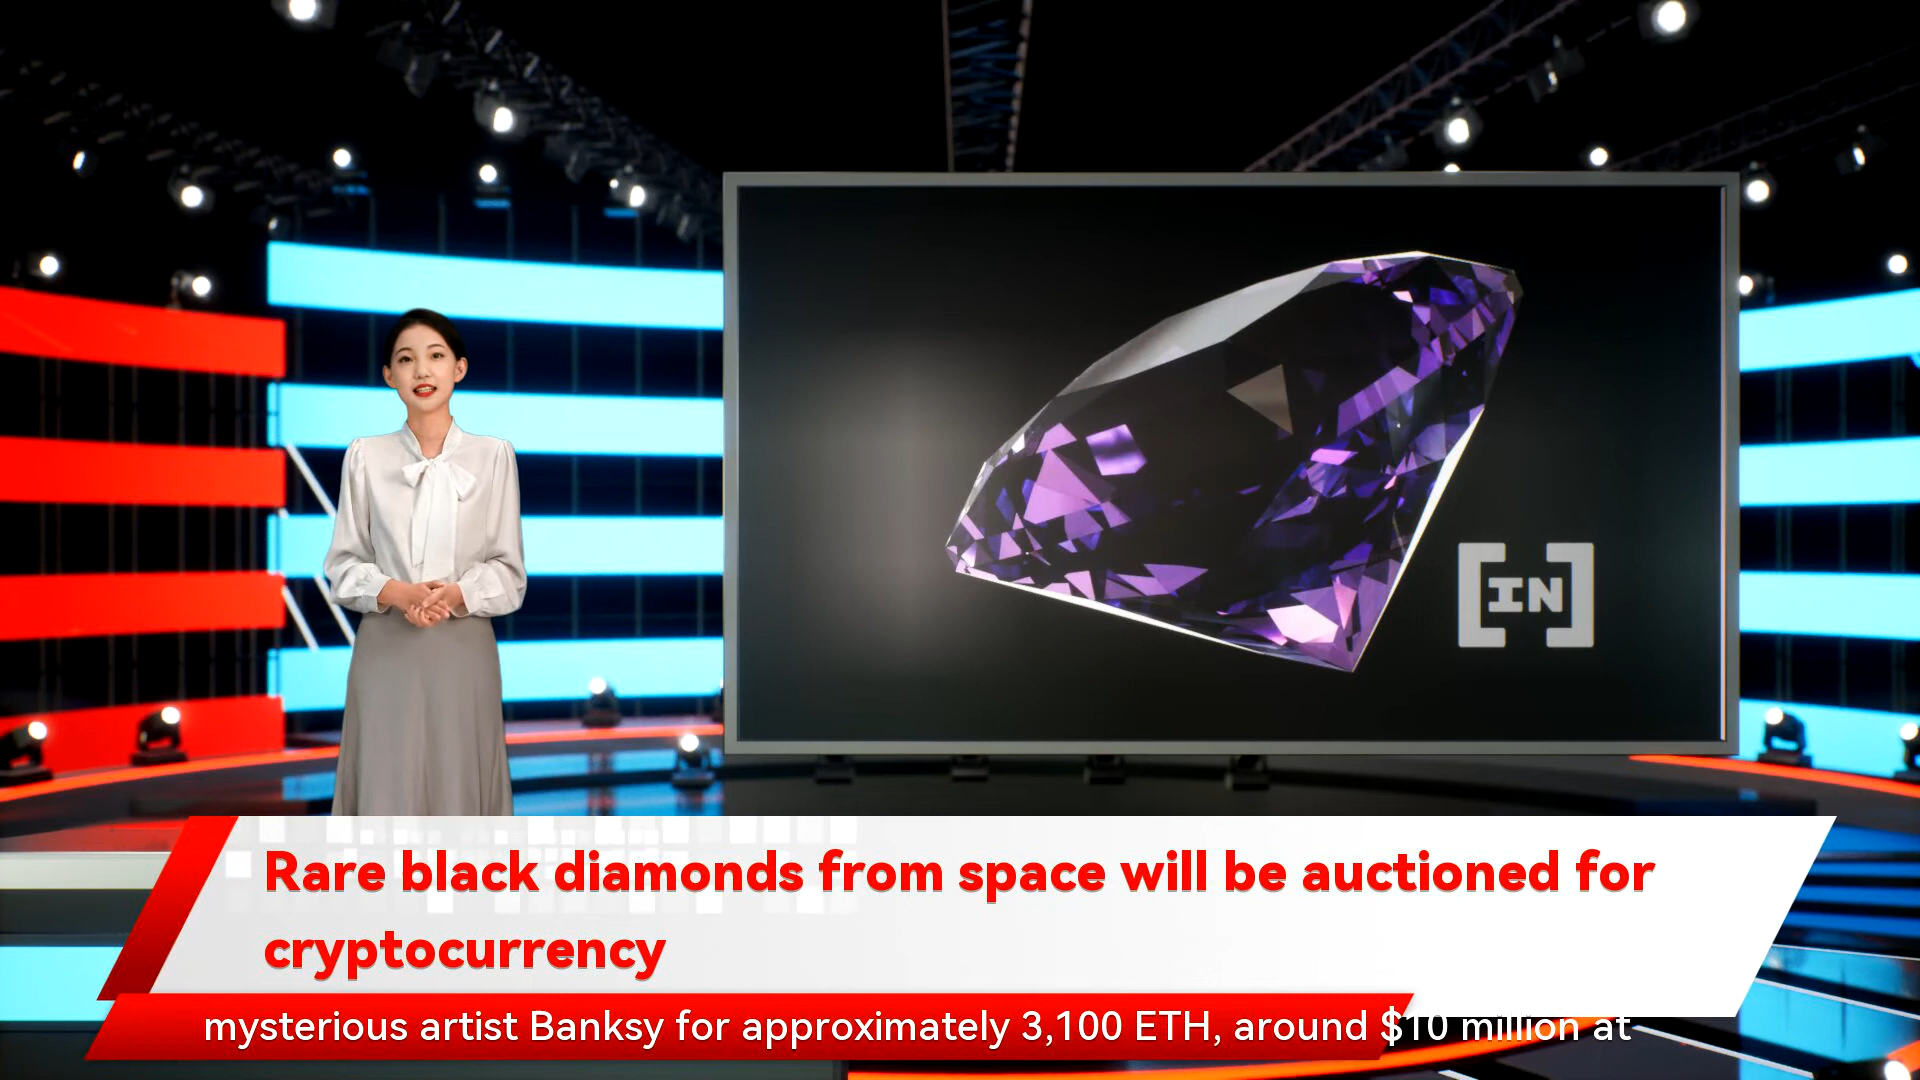 IN
Rare black diamonds from space will be auctioned for
cryptocurrency
mysterious artist Banksy for approximately 3,100 ETH, around $10 million at